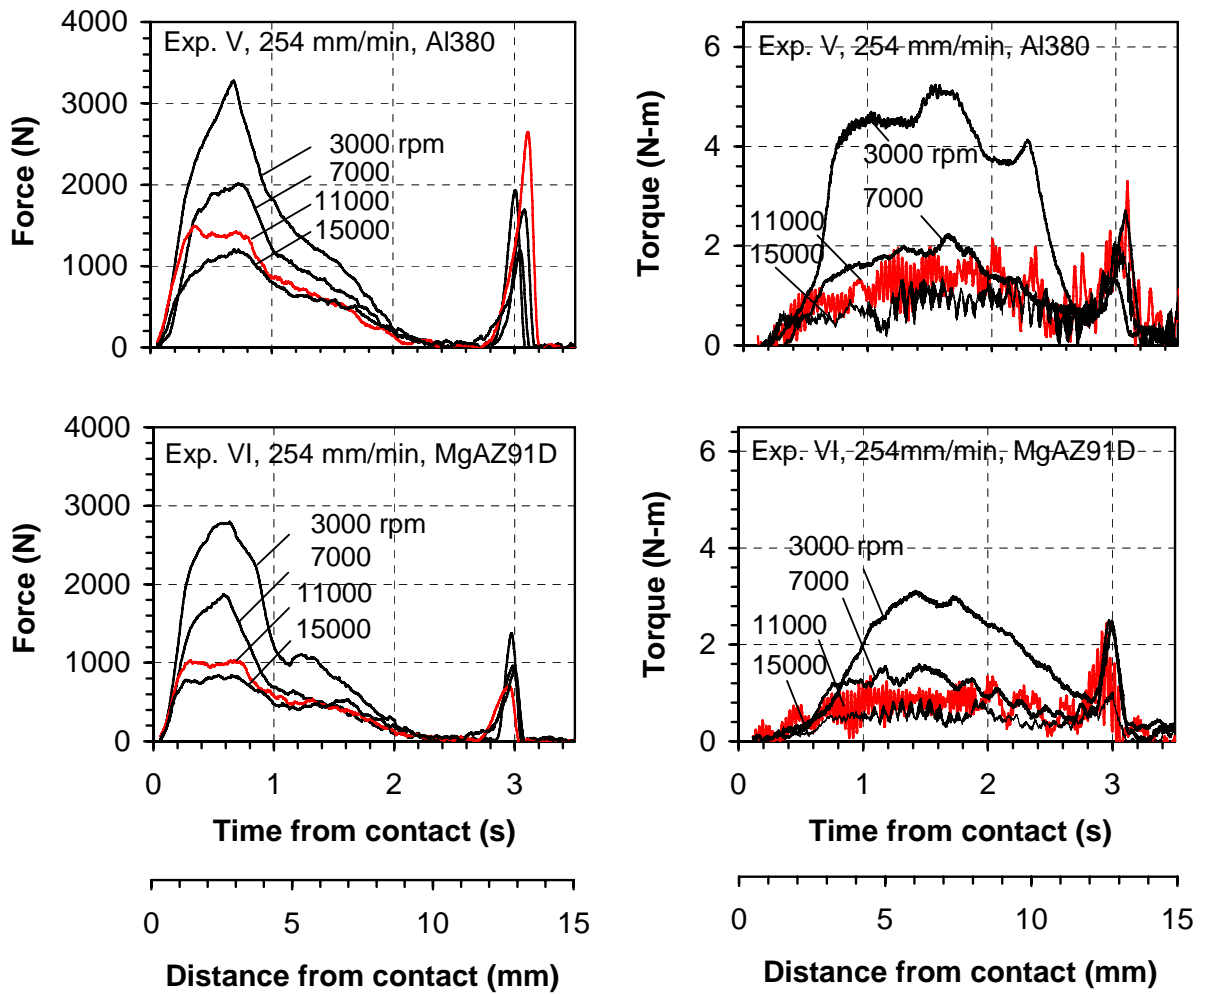 Force (N)
4000
3000
2000
1000
0
Exp. V, 254 mm/min, Al380
3000 rpm
7000
11000
15000
Torque (N-m)
6
4
2
0
Exp. V, 254 mm/min, Al380
3000 rpm
7000
11000
15000
Force (N)
4000
3000
2000
1000
0
Exp. VI, 254 mm/min, MgAZ91D
3000 rpm
7000
11000
15000
0 1 2 3
Time from contact (s)
0 5 10 15
Distance from contact (mm)
Torque (N-m)
6
4
2
0
Exp. VI, 254mm/min, MgAZ91D
3000 rpm
7000
11000
15000
0 1 2 3
Time from contact (s)
0 5 10 15
Distance from contact (mm)